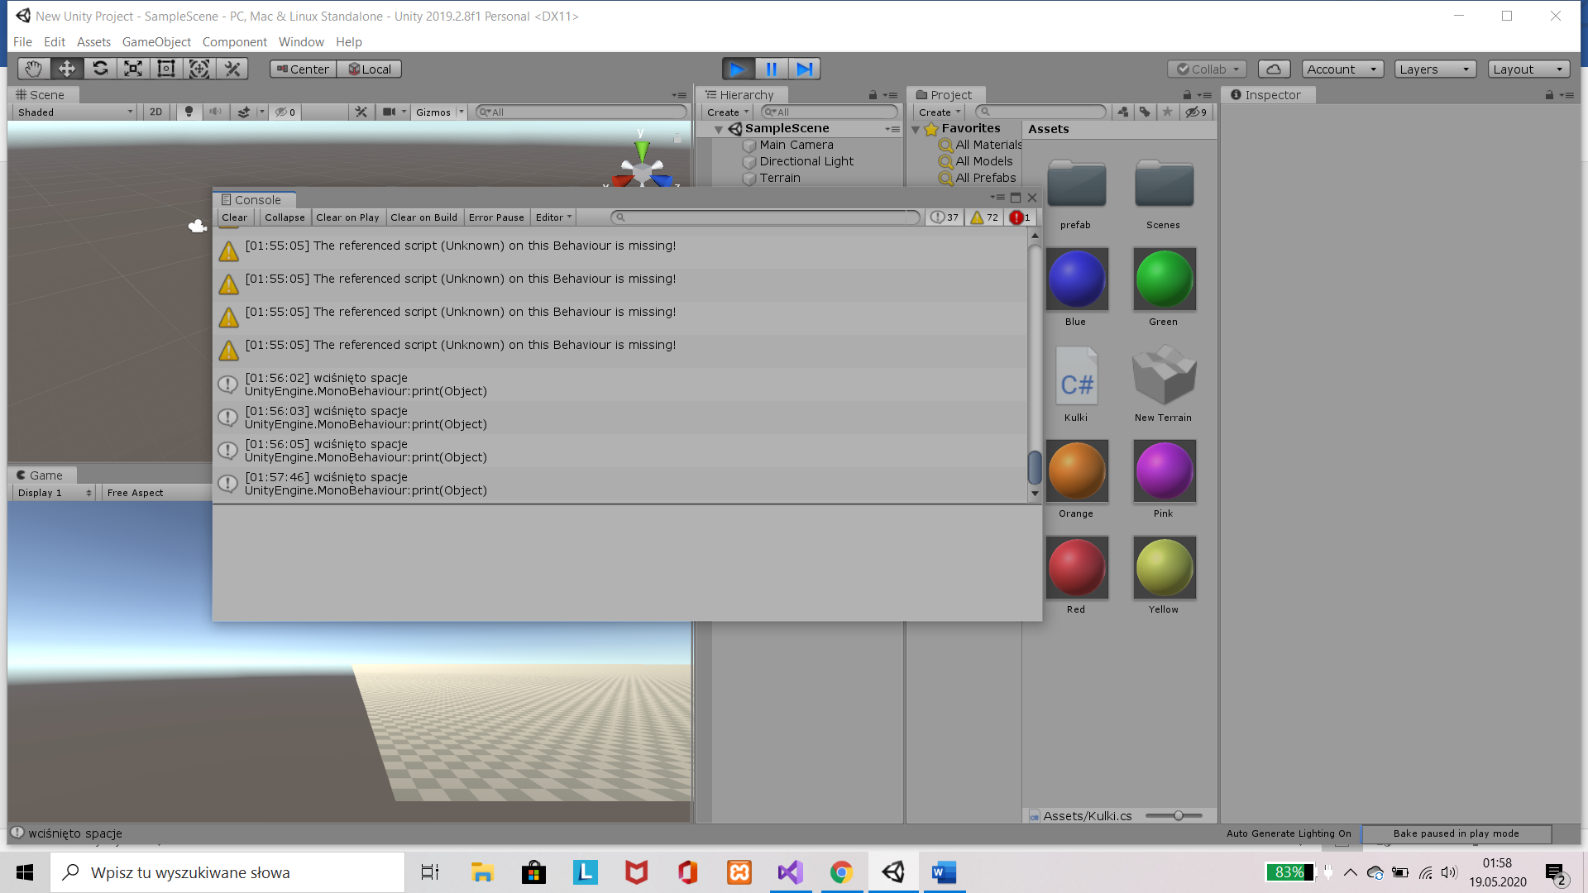 New Unity Project - SampleScene - PC, Mac & Linux Standalone - Unity 2019.2.8f1 Personal <DX11>
File Edit Assets GameObject Component Window Help
Center Local Collab Account Layers Layout
Scene Hierarchy Project Inspector
Shaded 2D 0 Gizmos All Create All Create 9
SampleScene
Main Camera
Directional Light
Terrain
Favorites
All Materials
All Models
All Prefabs
Assets
y
Console
Clear Collapse Clear on Play Clear on Build Error Pause Editor 37 72 1
[01:55:05] The referenced script (Unknown) on this Behaviour is missing!
[01:55:05] The referenced script (Unknown) on this Behaviour is missing!
[01:55:05] The referenced script (Unknown) on this Behaviour is missing!
[01:55:05] The referenced script (Unknown) on this Behaviour is missing!
[01:56:02] wciśnięto spacje
UnityEngine.MonoBehaviour:print(Object)
[01:56:03] wciśnięto spacje
UnityEngine.MonoBehaviour:print(Object)
[01:56:05] wciśnięto spacje
UnityEngine.MonoBehaviour:print(Object)
[01:57:46] wciśnięto spacje
UnityEngine.MonoBehaviour:print(Object)
prefab Scenes
Blue Green
C#
Kulki New Terrain
Orange Pink
Red Yellow
Game
Display 1 Free Aspect
Assets/Kulki.cs
wciśnięto spacje
Auto Generate Lighting On Bake paused in play mode
Wpisz tu wyszukiwane słowa
L
W
83%
01:58
19.05.2020
2